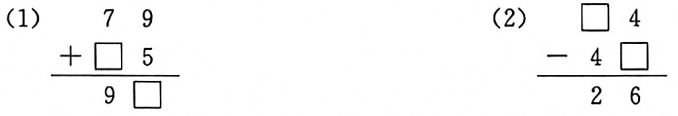 (1) 7 9 (2) □ 4
+ □ 5 − 4 □
9 □ 2 6